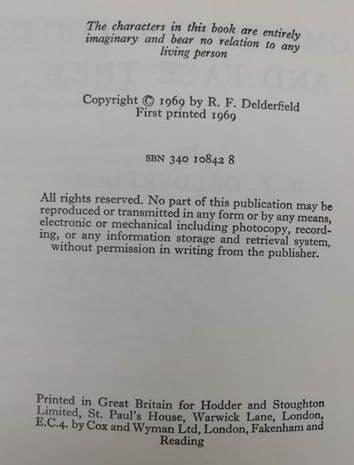 The characters in this book are entirely
imaginary and bear no relation to any
living person
Copyright © 1969 by R. F. Delderfield
First printed 1969
SBN 340 10842 8
All rights reserved. No part of this publication may be
reproduced or transmitted in any form or by any means,
electronic or mechanical including photocopy, record-
ing, or any information storage and retrieval system,
without permission in writing from the publisher.
Printed in Great Britain for Hodder and Stoughton
Limited, St. Paul's House, Warwick Lane, London,
E.C.4. by Cox and Wyman Ltd, London, Fakenham and
Reading